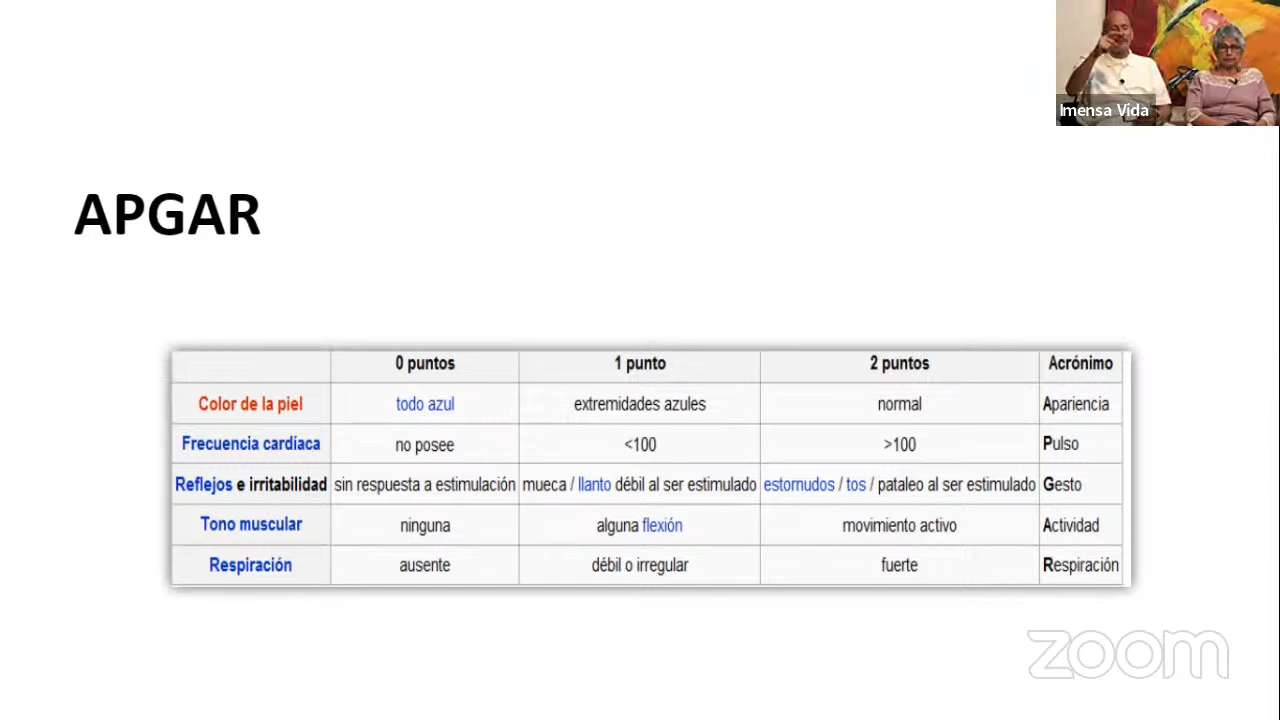 Imensa Vida
APGAR
0 puntos 1 punto 2 puntos Acrónimo
Color de la piel todo azul extremidades azules normal Apariencia
Frecuencia cardíaca no posee <100 >100 Pulso
Reflejos e irritabilidad sin respuesta a estimulación mueca / llanto débil al ser estimulado estornudos / tos / pataleo al ser estimulado Gesto
Tono muscular ninguna alguna flexión movimiento activo Actividad
Respiración ausente débil o irregular fuerte Respiración
zoom